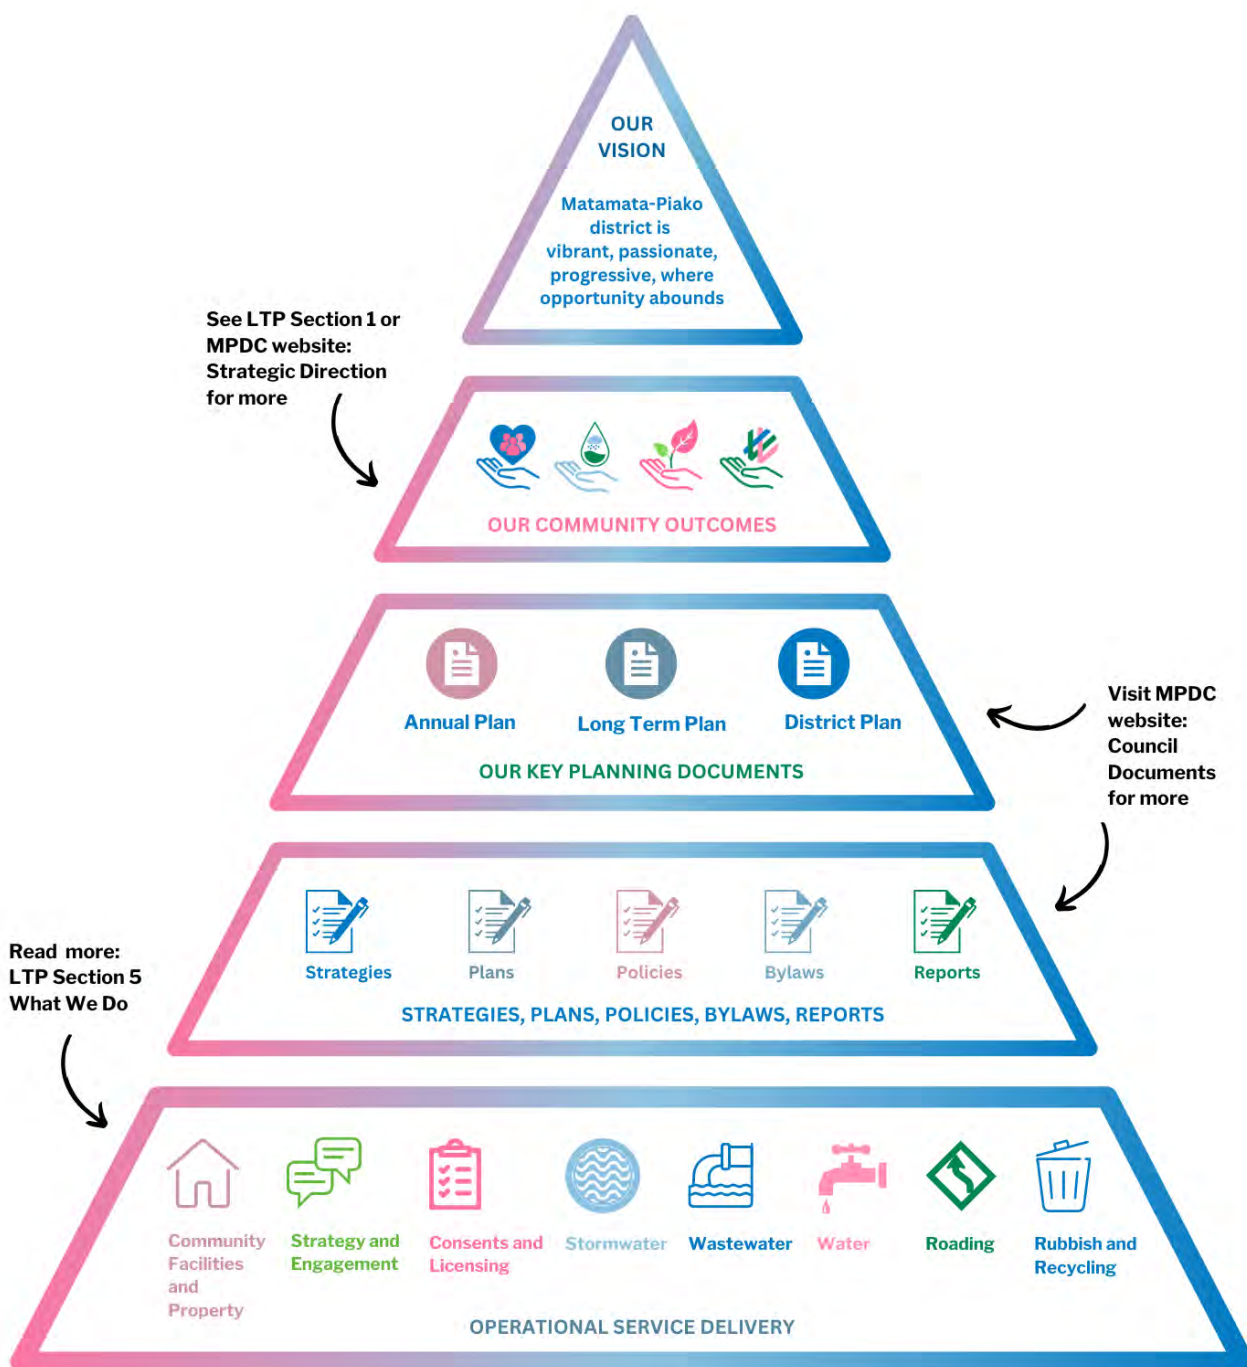 OUR
VISION
Matamata-Piako
district is
vibrant, passionate,
progressive, where
opportunity abounds
See LTP Section 1 or
MPDC website:
Strategic Direction
for more
OUR COMMUNITY OUTCOMES
Annual Plan
Long Term Plan
District Plan
OUR KEY PLANNING DOCUMENTS
Visit MPDC
website:
Council
Documents
for more
Strategies
Plans
Policies
Bylaws
Reports
STRATEGIES, PLANS, POLICIES, BYLAWS, REPORTS
Read more:
LTP Section 5
What We Do
Community
Facilities
and
Property
Strategy and
Engagement
Consents and
Licensing
Stormwater
Wastewater
Water
Roading
Rubbish and
Recycling
OPERATIONAL SERVICE DELIVERY